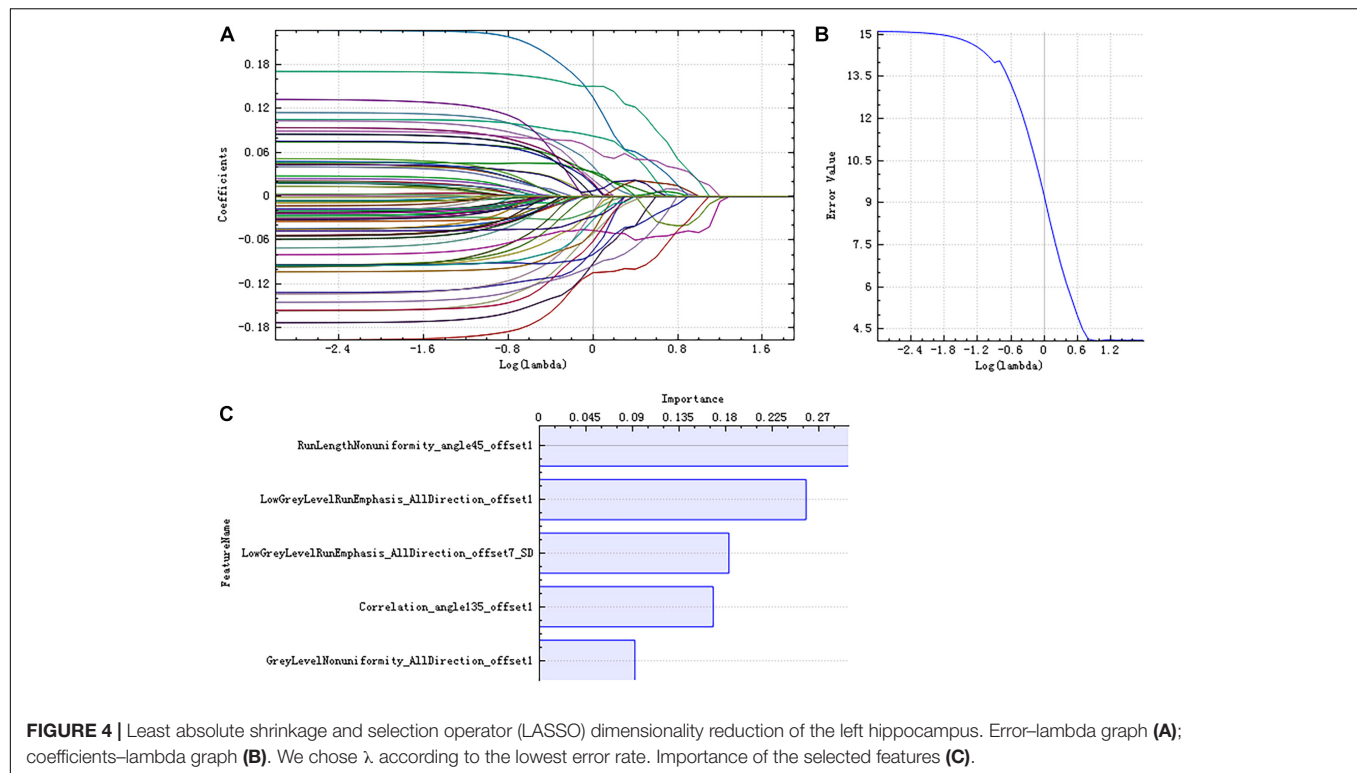 A
0.18
0.12
0.06
0
-0.06
-0.12
-0.18
Coefficients
-2.4 -1.6 -0.8 0 0.8 1.6
Log(lambda)
B
15
13.5
12
10.5
9
7.5
6
4.5
Error Value
-2.4 -1.8 -1.2 -0.6 0 0.6 1.2
Log(lambda)
C
Importance
0 0.045 0.09 0.135 0.18 0.225 0.27
FeatureName
RunLengthNonuniformity_angle45_offset1
LowGreyLevelRunEmphasis_AllDirection_offset1
LowGreyLevelRunEmphasis_AllDirection_offset7_SD
Correlation_angle135_offset1
GreyLevelNonuniformity_AllDirection_offset1
FIGURE 4 | Least absolute shrinkage and selection operator (LASSO) dimensionality reduction of the left hippocampus. Error–lambda graph (A);
coefficients–lambda graph (B). We chose λ according to the lowest error rate. Importance of the selected features (C).